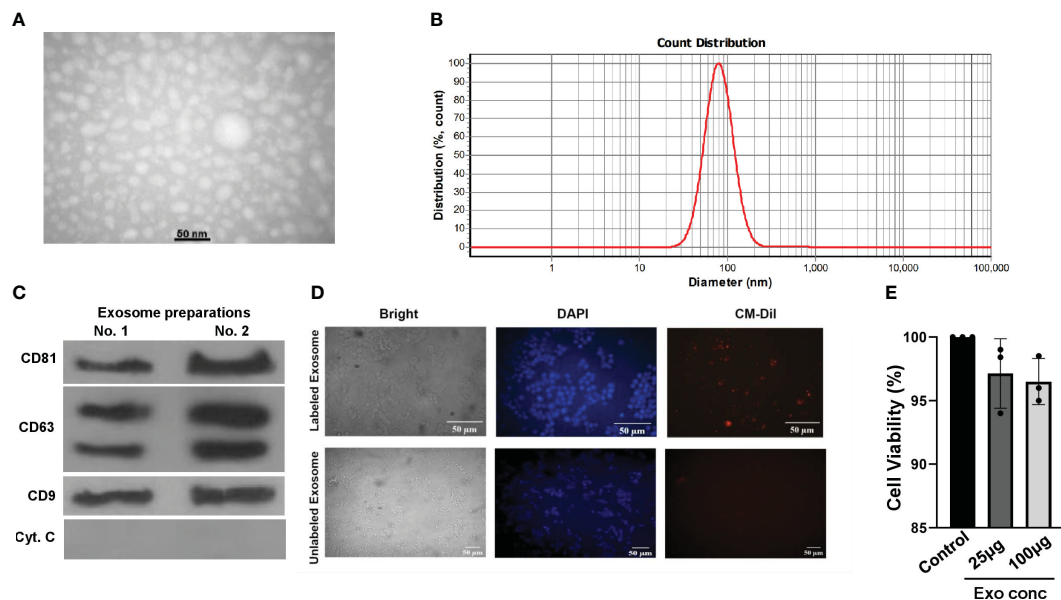 A
50 nm
B
Count Distribution
Distribution (%, count)
100
90
80
70
60
50
40
30
20
10
0
1
10
100
1,000
10,000
100,000
Diameter (nm)
C
Exosome preparations
No. 1 No. 2
CD81
CD63
CD9
Cyt. C
D
Bright DAPI CM-DiI
Labeled Exosome
50 µm 50 µm 50 µm
Unlabeled Exosome
50 µm 50 µm 50 µm
E
Cell Viability (%)
100
95
90
85
Control 25µg 100µg
Exo conc